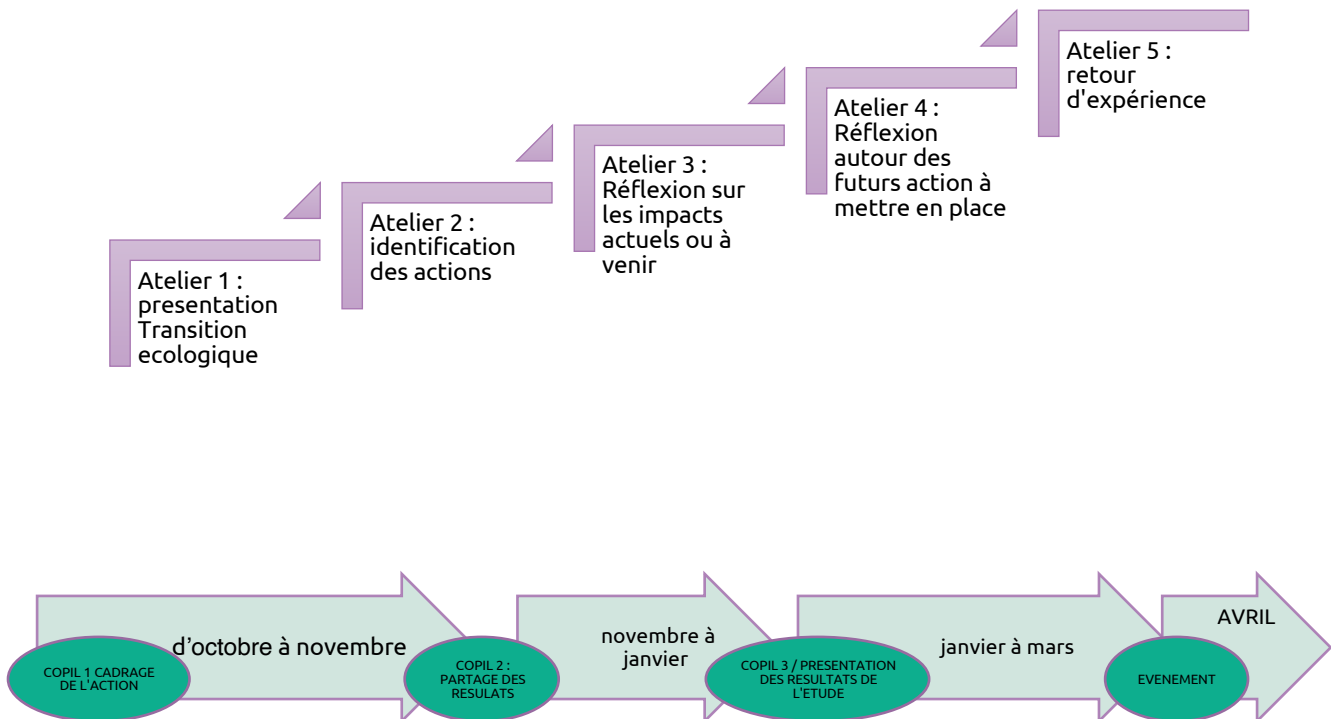 Atelier 1 :
presentation
Transition
ecologique
Atelier 2 :
identification
des actions
Atelier 3 :
Réflexion sur
les impacts
actuels ou à
venir
Atelier 4 :
Réflexion
autour des
futurs action à
mettre en place
Atelier 5 :
retour
d'expérience
COPIL 1 CADRAGE
DE L'ACTION
d’octobre à novembre
COPIL 2 :
PARTAGE DES
RESULATS
novembre à
janvier
COPIL 3 / PRESENTATION
DES RESULTATS DE
L'ETUDE
janvier à mars
EVENEMENT
AVRIL